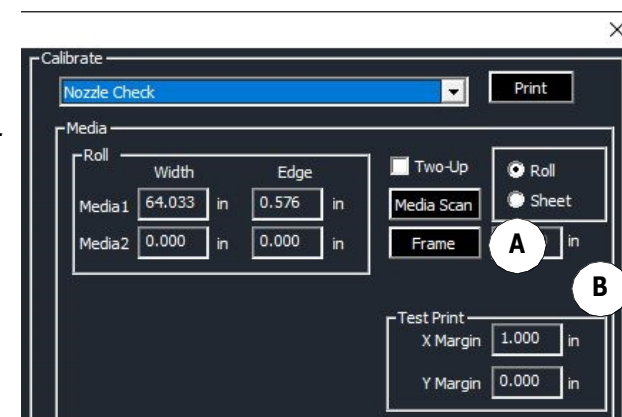 Calibrate
Nozzle Check Print
Media
Roll
Width Edge
Two-Up
Roll
Media1 64.033 in 0.576 in
Media Scan
Sheet
Media2 0.000 in 0.000 in
Frame
A
in
B
Test Print
X Margin 1.000 in
Y Margin 0.000 in